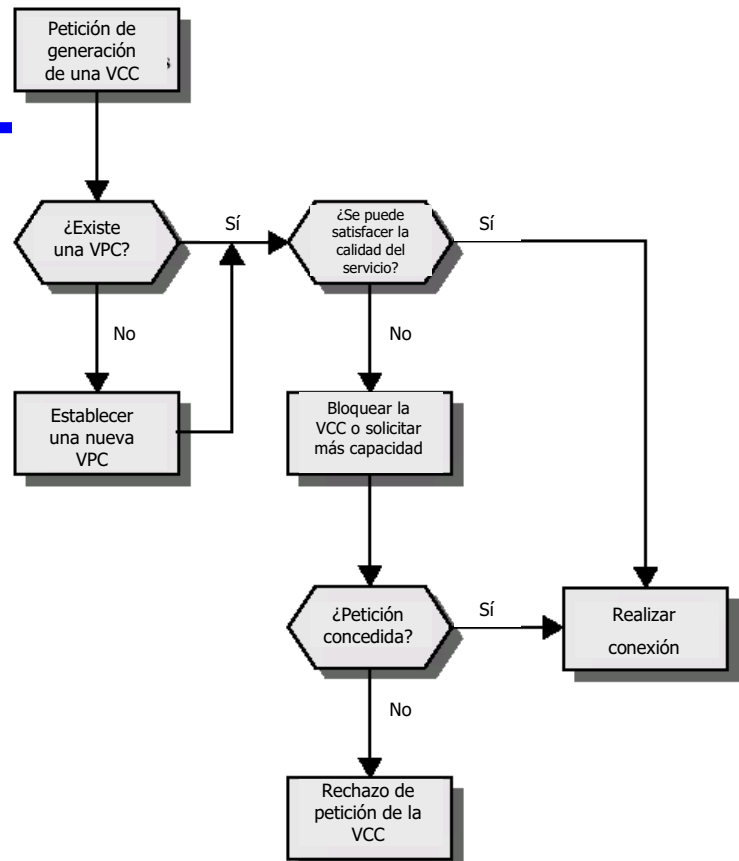 Petición de
generación
de una VCC
s
¿Existe
una VPC?
Sí
¿Se puede
satisfacer la
calidad del
servicio?
Sí
No
No
Establecer
una nueva
VPC
Bloquear la
VCC o solicitar
más capacidad
¿Petición
concedida?
Sí
Realizar
conexión
No
Rechazo de
petición de la
VCC